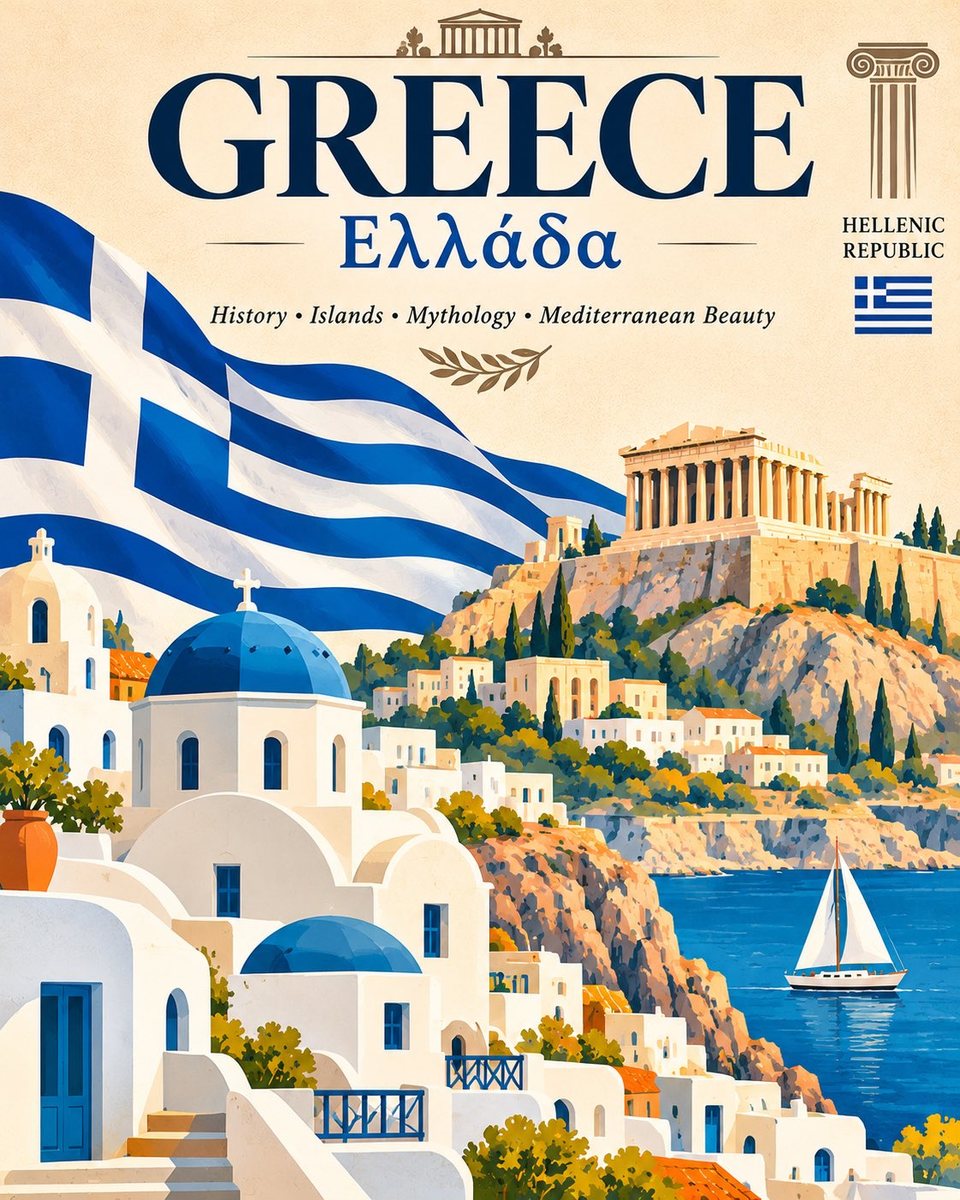 GREECE
Ελλάδα
History • Islands • Mythology • Mediterranean Beauty
HELLENIC
REPUBLIC